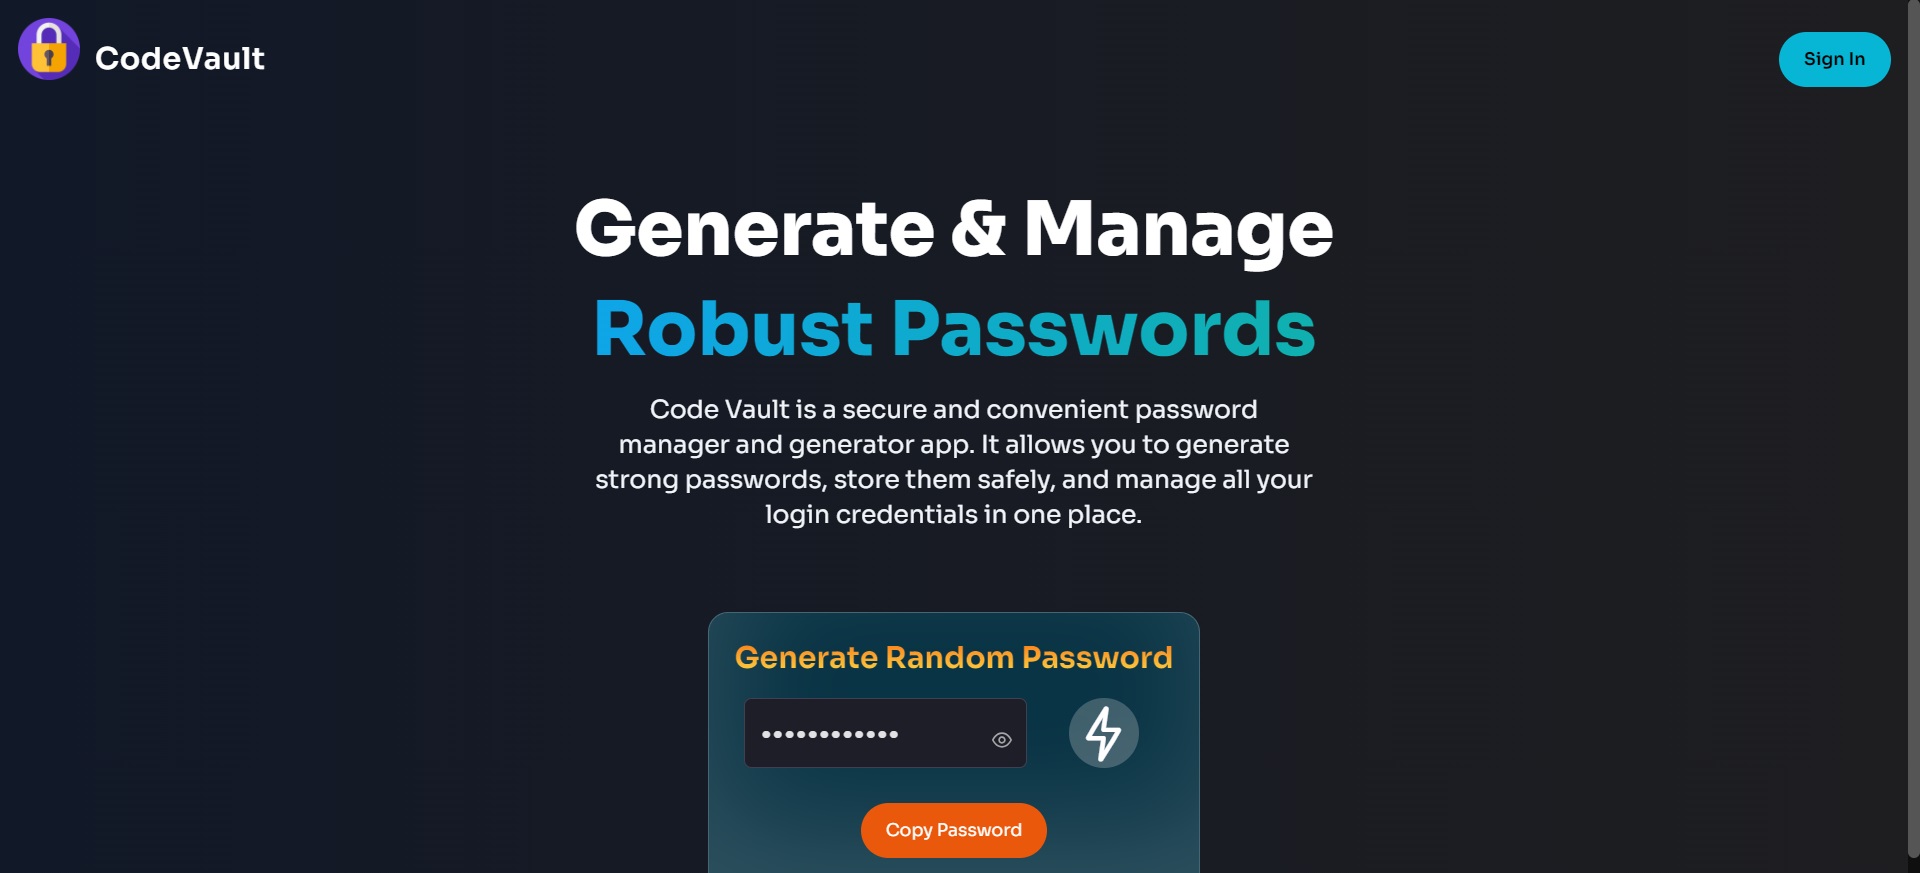 CodeVault
Sign In
Generate & Manage
Robust Passwords
Code Vault is a secure and convenient password
manager and generator app. It allows you to generate
strong passwords, store them safely, and manage all your
login credentials in one place.
Generate Random Password
••••••••••••
Copy Password